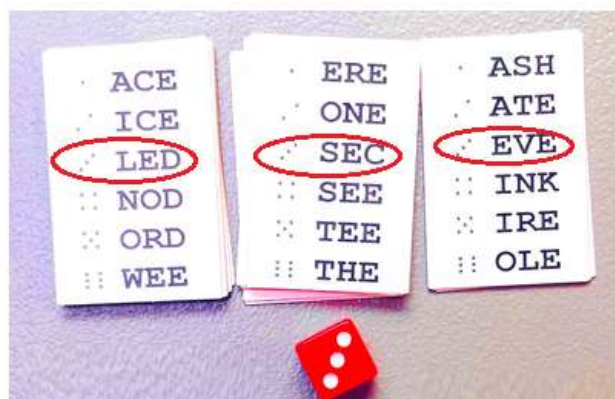 ACE
ICE
LED
NOD
ORD
WEE
ERE
ONE
SEC
SEE
TEE
THE
ASH
ATE
EVE
INK
IRE
OLE